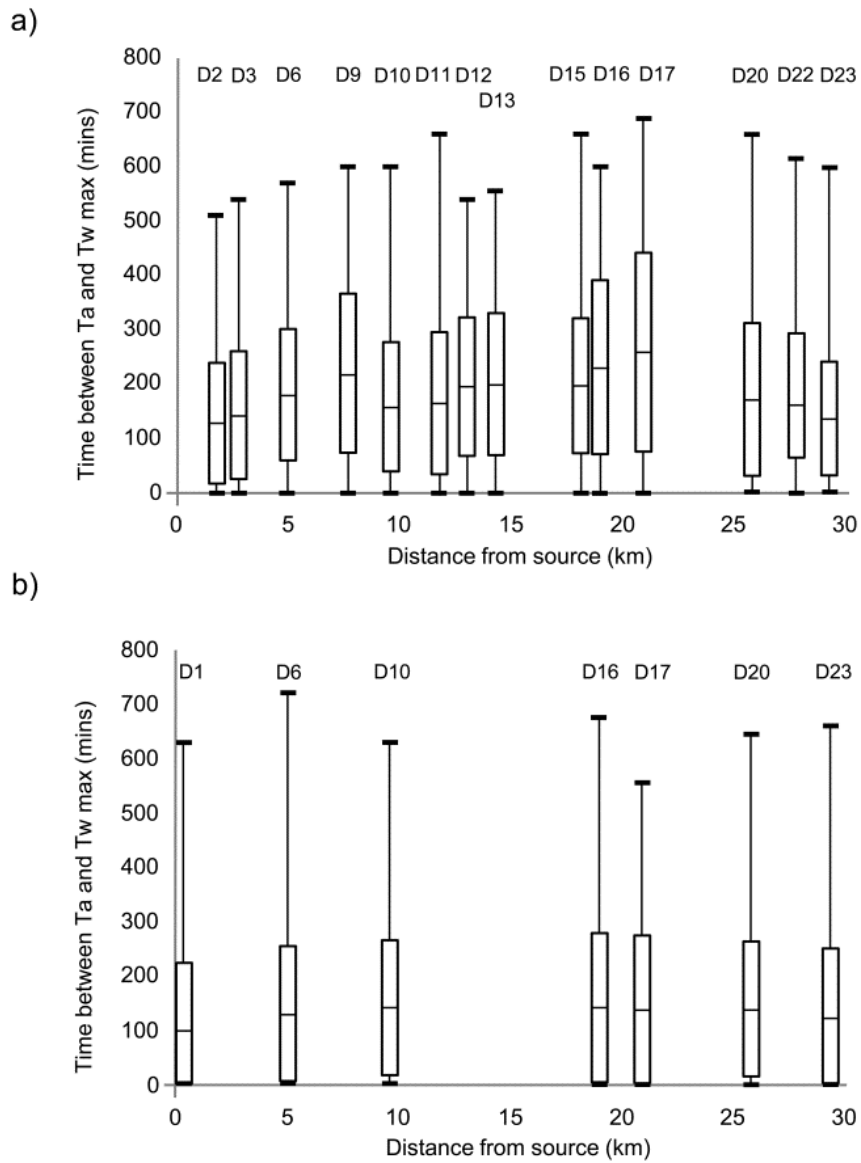 a)
800
700
600
500
400
300
200
100
0
Time between Ta and Tw max (mins)
D2 D3 D6 D9 D10 D11 D12 D15 D16 D17 D20 D22 D23
D13
0 5 10 15 20 25 30
Distance from source (km)
b)
800
700
600
500
400
300
200
100
0
Time between Ta and Tw max (mins)
D1 D6 D10 D16 D17 D20 D23
0 5 10 15 20 25 30
Distance from source (km)